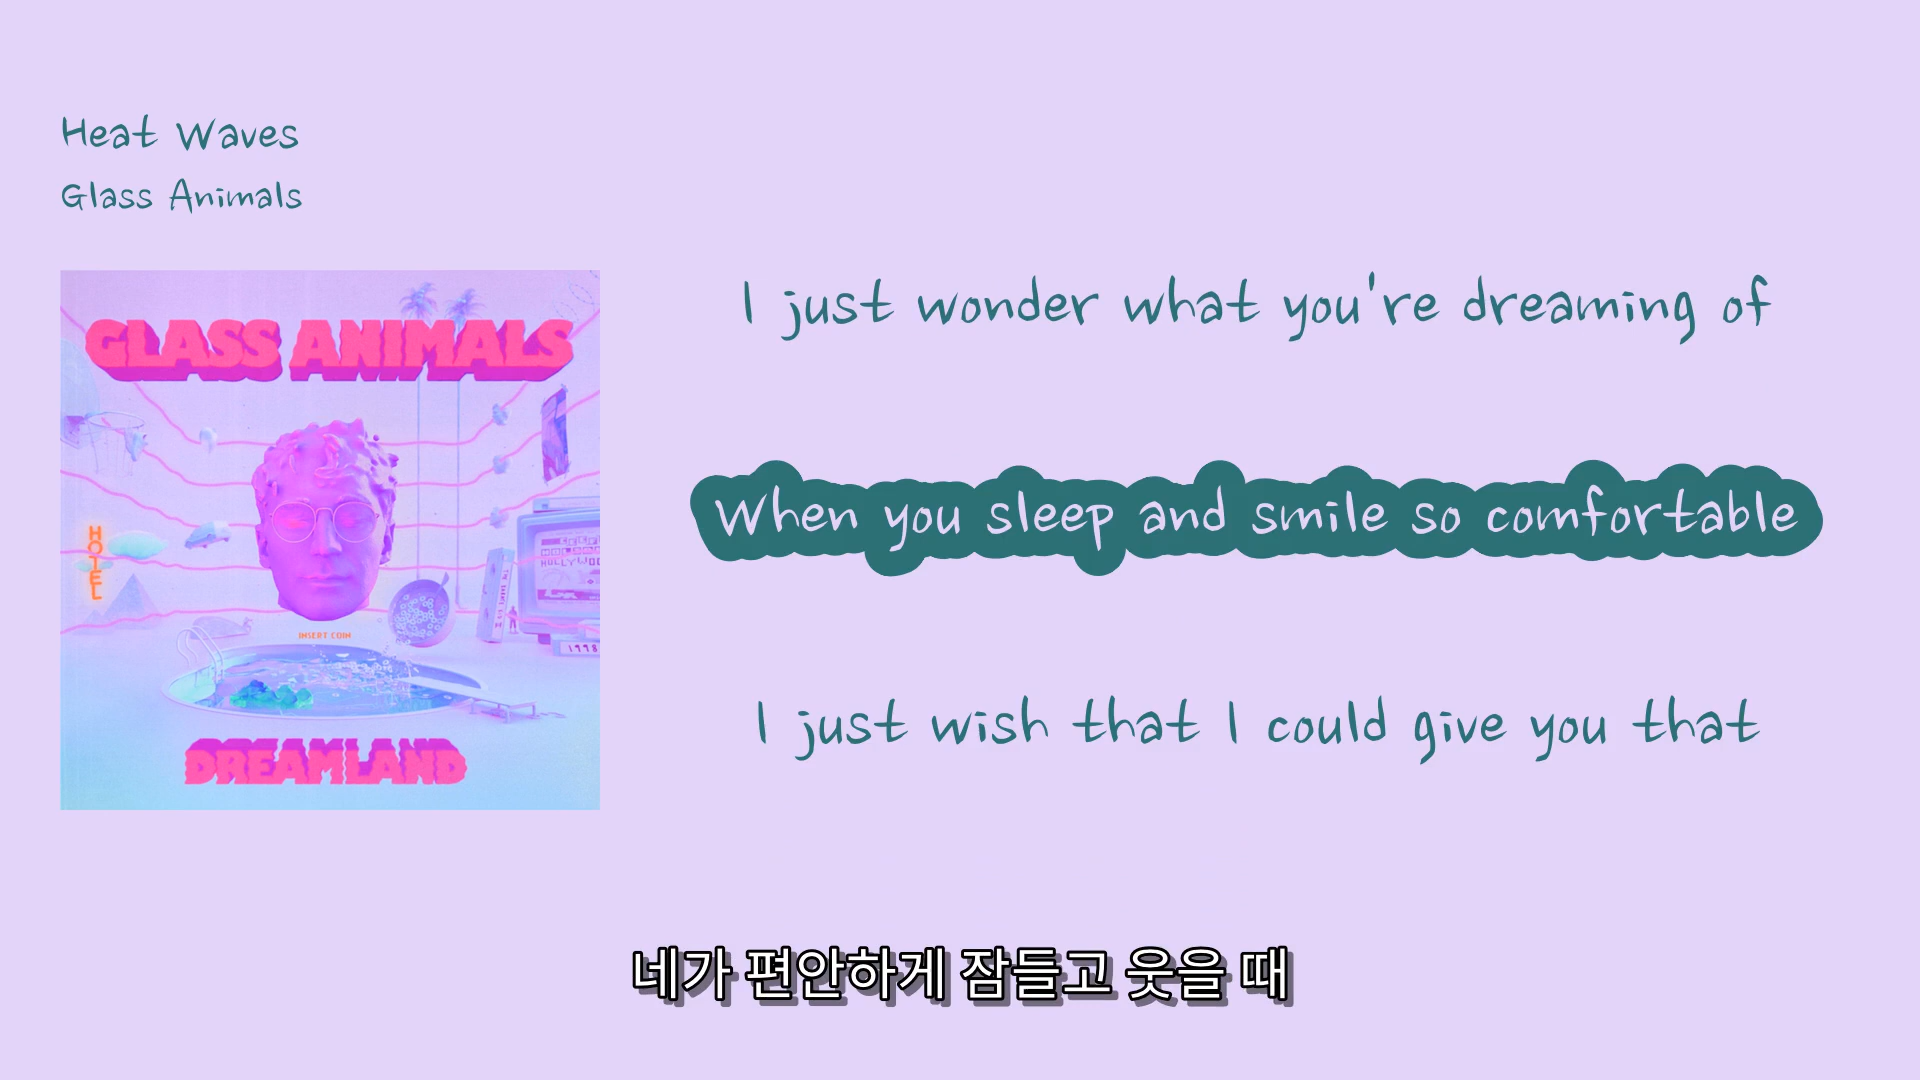 Heat Waves
Glass Animals
GLASS ANIMALS
HOTEL
INSERT COIN
1998
DREAMLAND
I just wonder what you're dreaming of
When you sleep and smile so comfortable
I just wish that I could give you that
네가 편안하게 잠들고 웃을 때